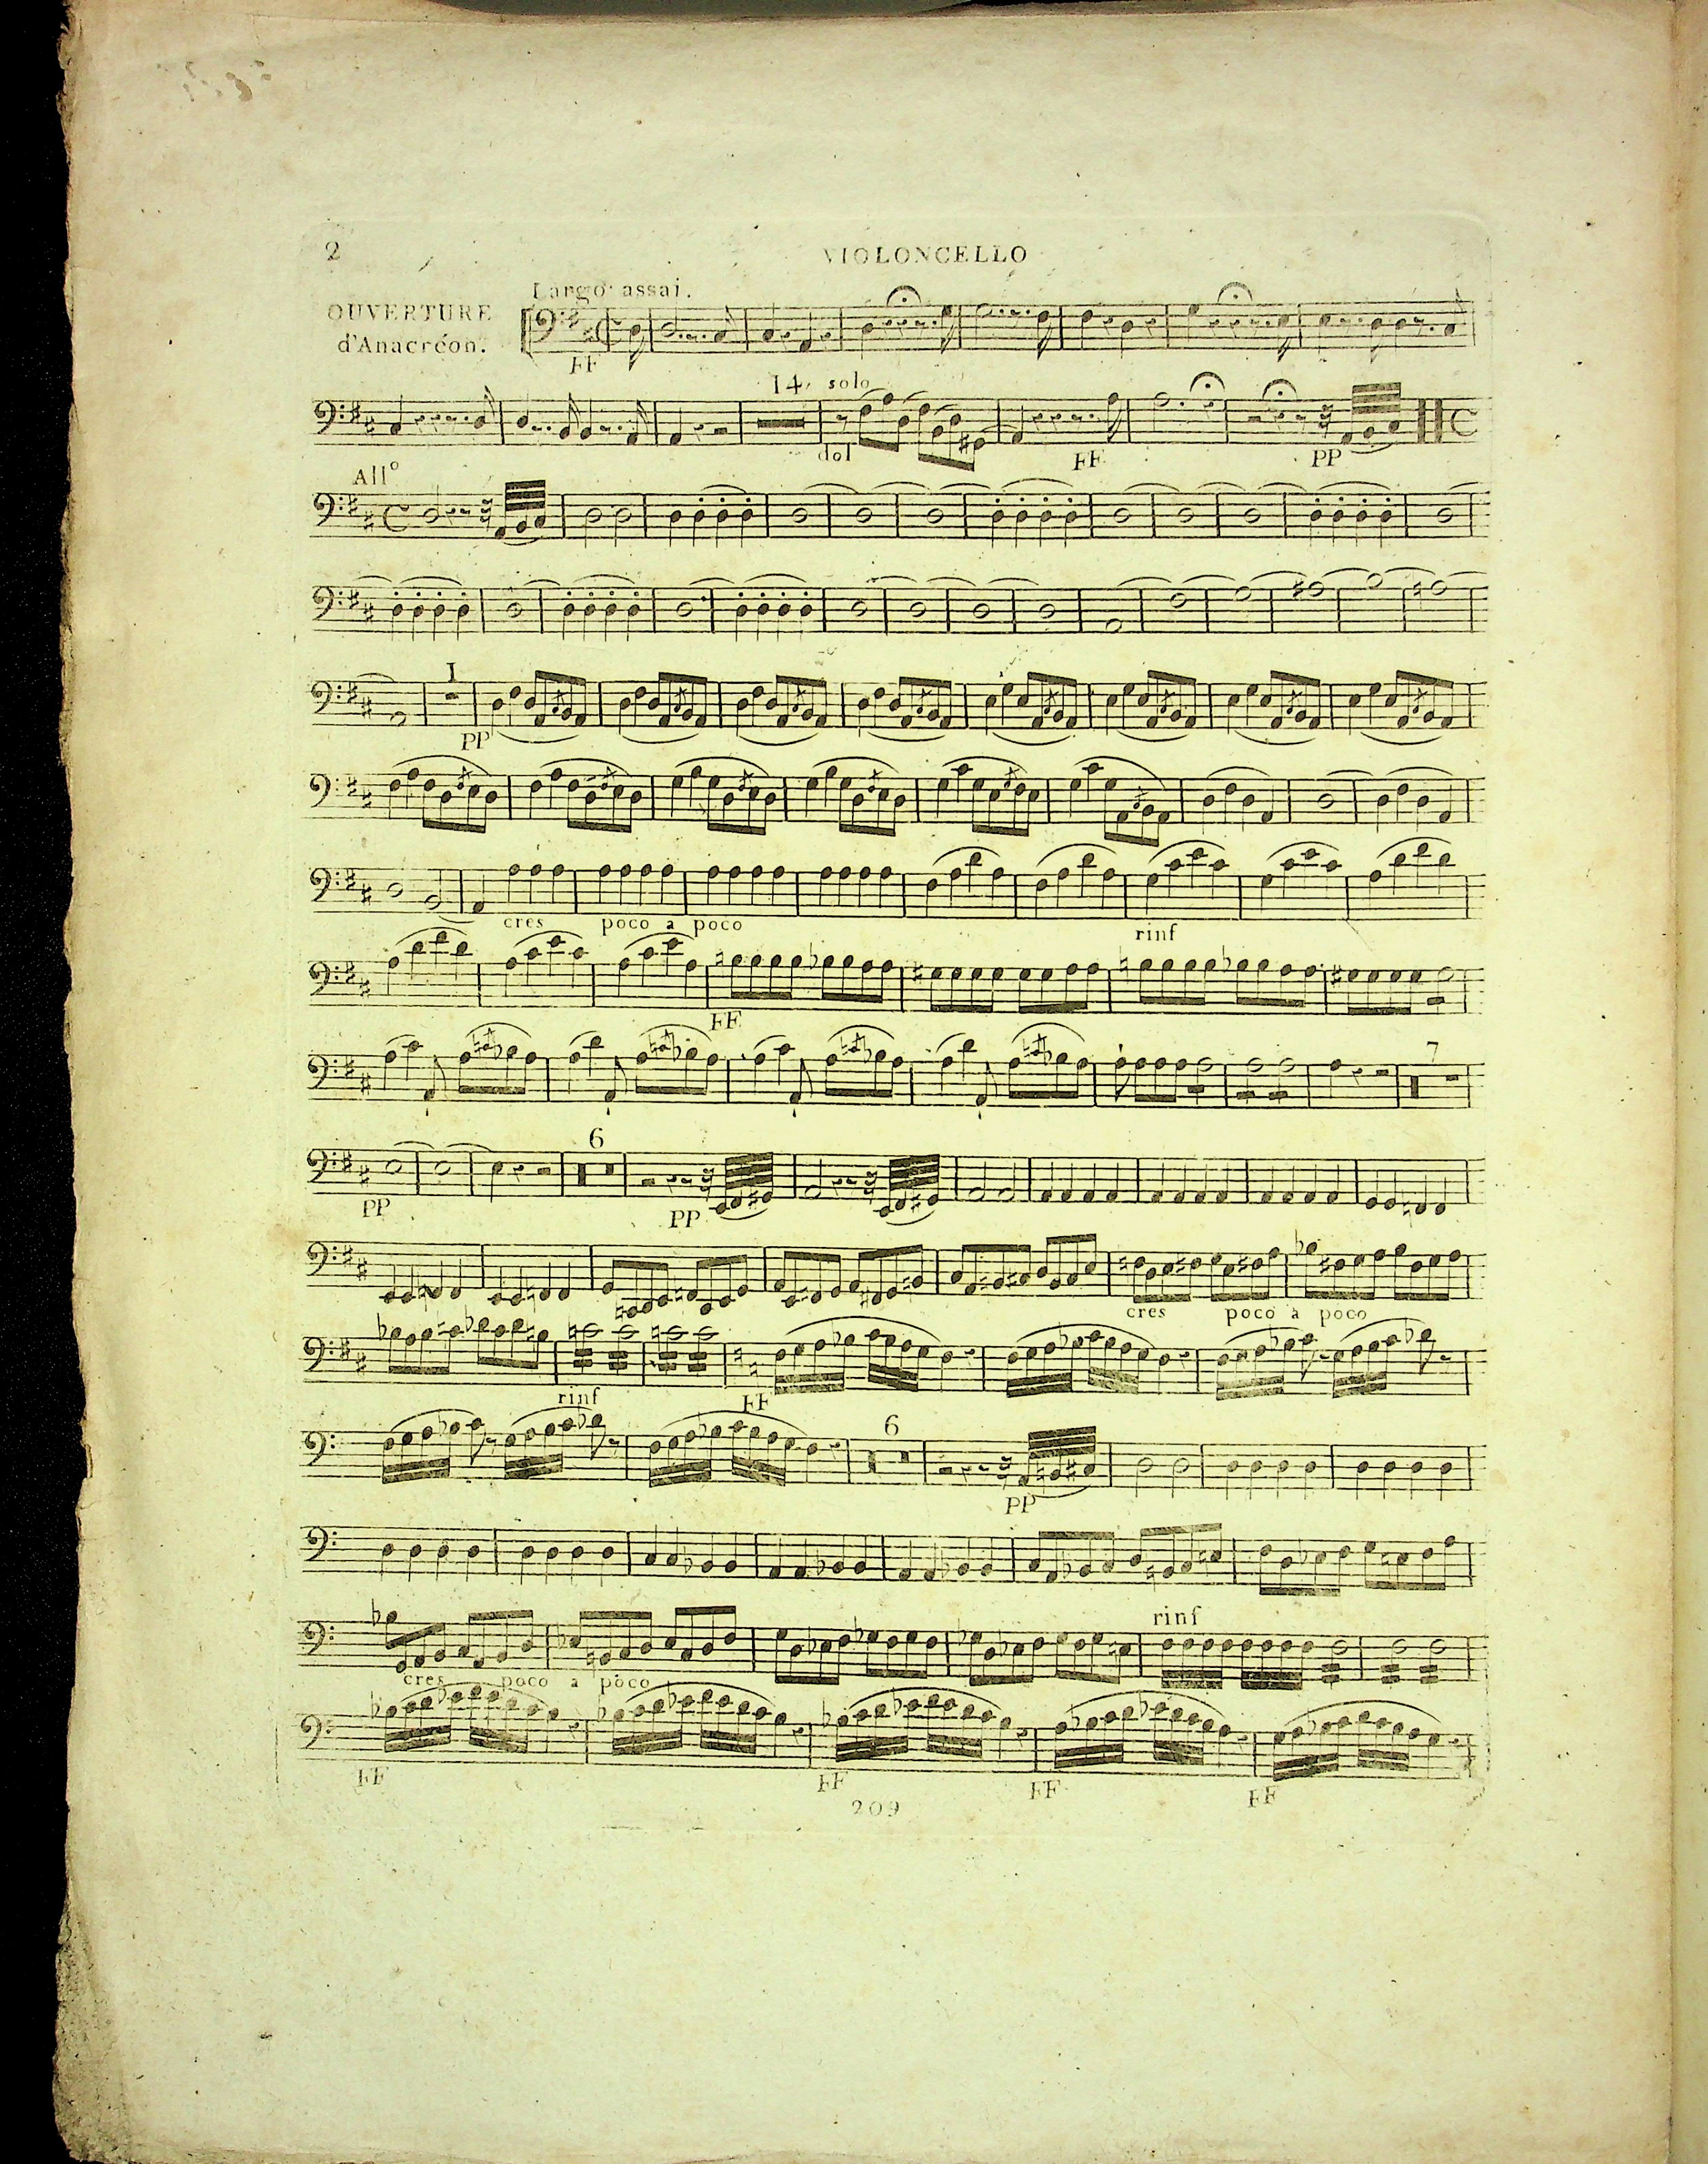 2
VIOLONCELLO
OUVERTURE
d'Anacréon.
Largo assai.
FF
14 solo
dol
FF
PP
All°
1
PP
cres poco a poco
rinf
FF
7
PP
6
PP
cres poco a poco
rinf
FF
6
PP
rinf
cres poco a poco
FF
FF
FF
FF
209